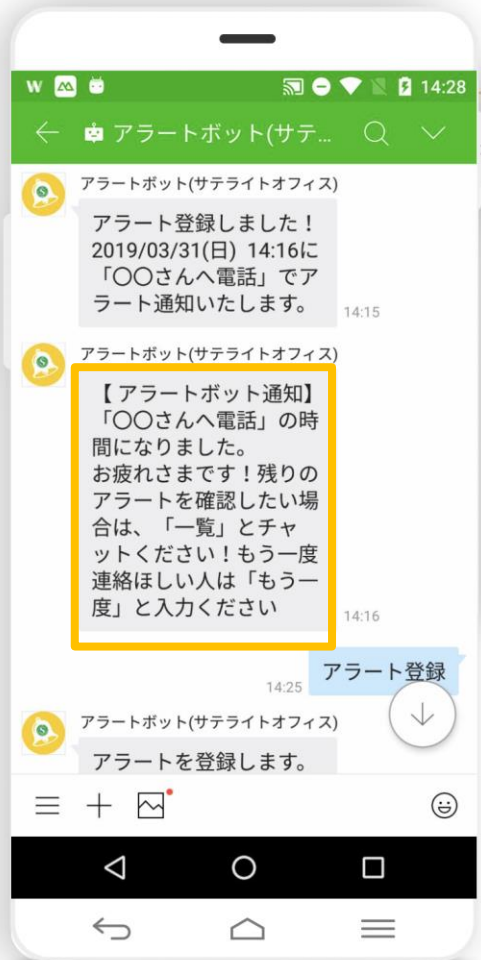 W 14:28
アラートボット(サテ...
アラートボット(サテライトオフィス)
アラート登録しました！
2019/03/31(日) 14:16に
「〇〇さんへ電話」でア
ラート通知いたします。
14:15
アラートボット(サテライトオフィス)
【 アラートボット通知】
「〇〇さんへ電話」の時
間になりました。
お疲れさまです！残りの
アラートを確認したい場
合は、「一覧」とチャ
ットください！もう一度
連絡ほしい人は「もう一
度」と入力ください
14:16
アラート登録
14:25
アラートボット(サテライトオフィス)
アラートを登録します。